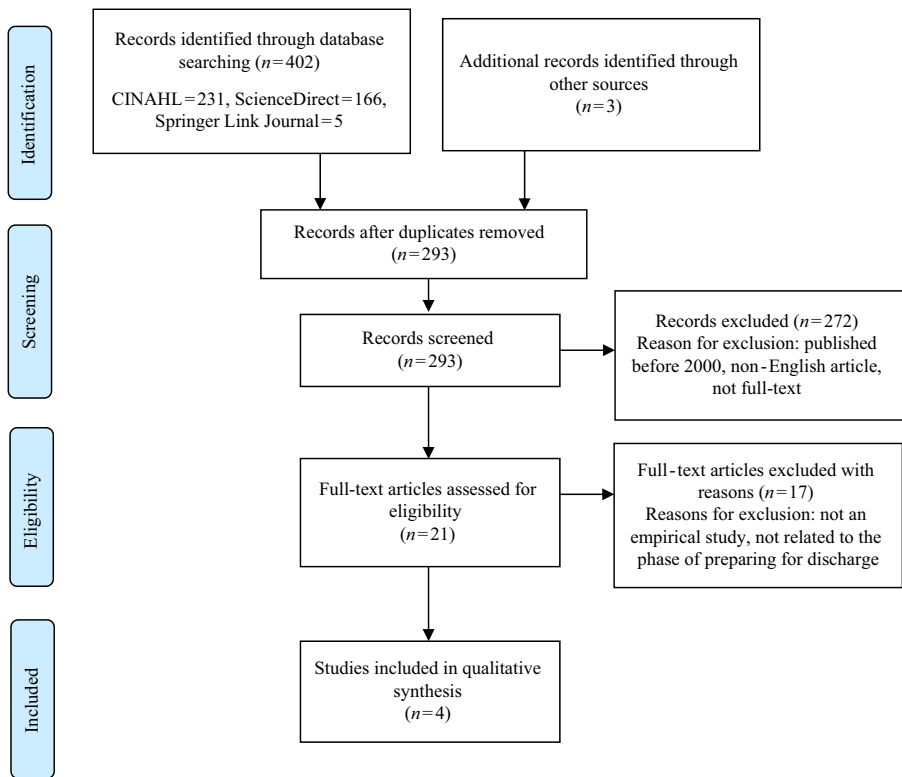 Identification
Records identified through database
searching (n=402)
CINAHL=231, ScienceDirect=166,
Springer Link Journal=5
Additional records identified through
other sources
(n=3)
Screening
Records after duplicates removed
(n=293)
Records screened
(n=293)
Records excluded (n=272)
Reason for exclusion: published
before 2000, non-English article,
not full-text
Eligibility
Full-text articles assessed for
eligibility
(n=21)
Full-text articles excluded with
reasons (n=17)
Reasons for exclusion: not an
empirical study, not related to the
phase of preparing for discharge
Included
Studies included in qualitative
synthesis
(n=4)